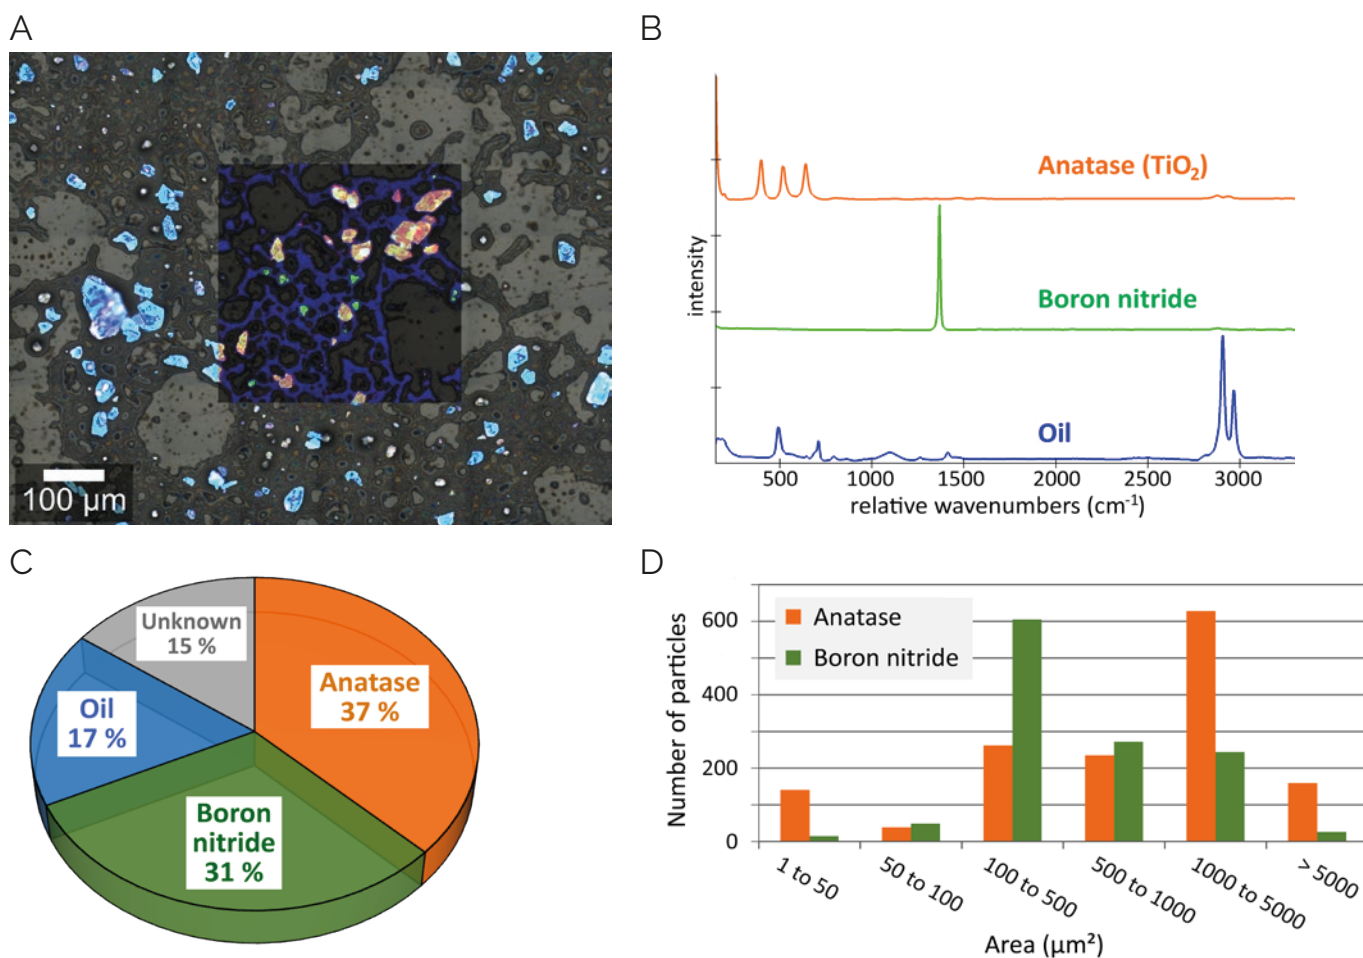 A
100 µm
B
intensity
Anatase (TiO₂)
Boron nitride
Oil
500 1000 1500 2000 2500 3000
relative wavenumbers (cm⁻¹)
C
Unknown
15 %
Anatase
37 %
Oil
17 %
Boron
nitride
31 %
D
Number of particles
600
400
200
0
Anatase
Boron nitride
1 to 50
50 to 100
100 to 500
500 to 1000
1000 to 5000
> 5000
Area (µm²)